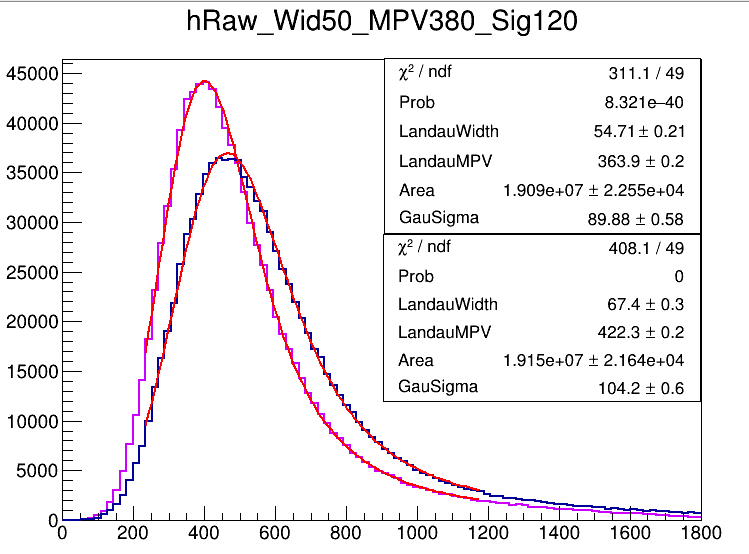 hRaw_Wid50_MPV380_Sig120
χ² / ndf 311.1 / 49
Prob 8.321e–40
LandauWidth 54.71 ± 0.21
LandauMPV 363.9 ± 0.2
Area 1.909e+07 ± 2.255e+04
GauSigma 89.88 ± 0.58
χ² / ndf 408.1 / 49
Prob 0
LandauWidth 67.4 ± 0.3
LandauMPV 422.3 ± 0.2
Area 1.915e+07 ± 2.164e+04
GauSigma 104.2 ± 0.6
45000
40000
35000
30000
25000
20000
15000
10000
5000
0
0 200 400 600 800 1000 1200 1400 1600 1800